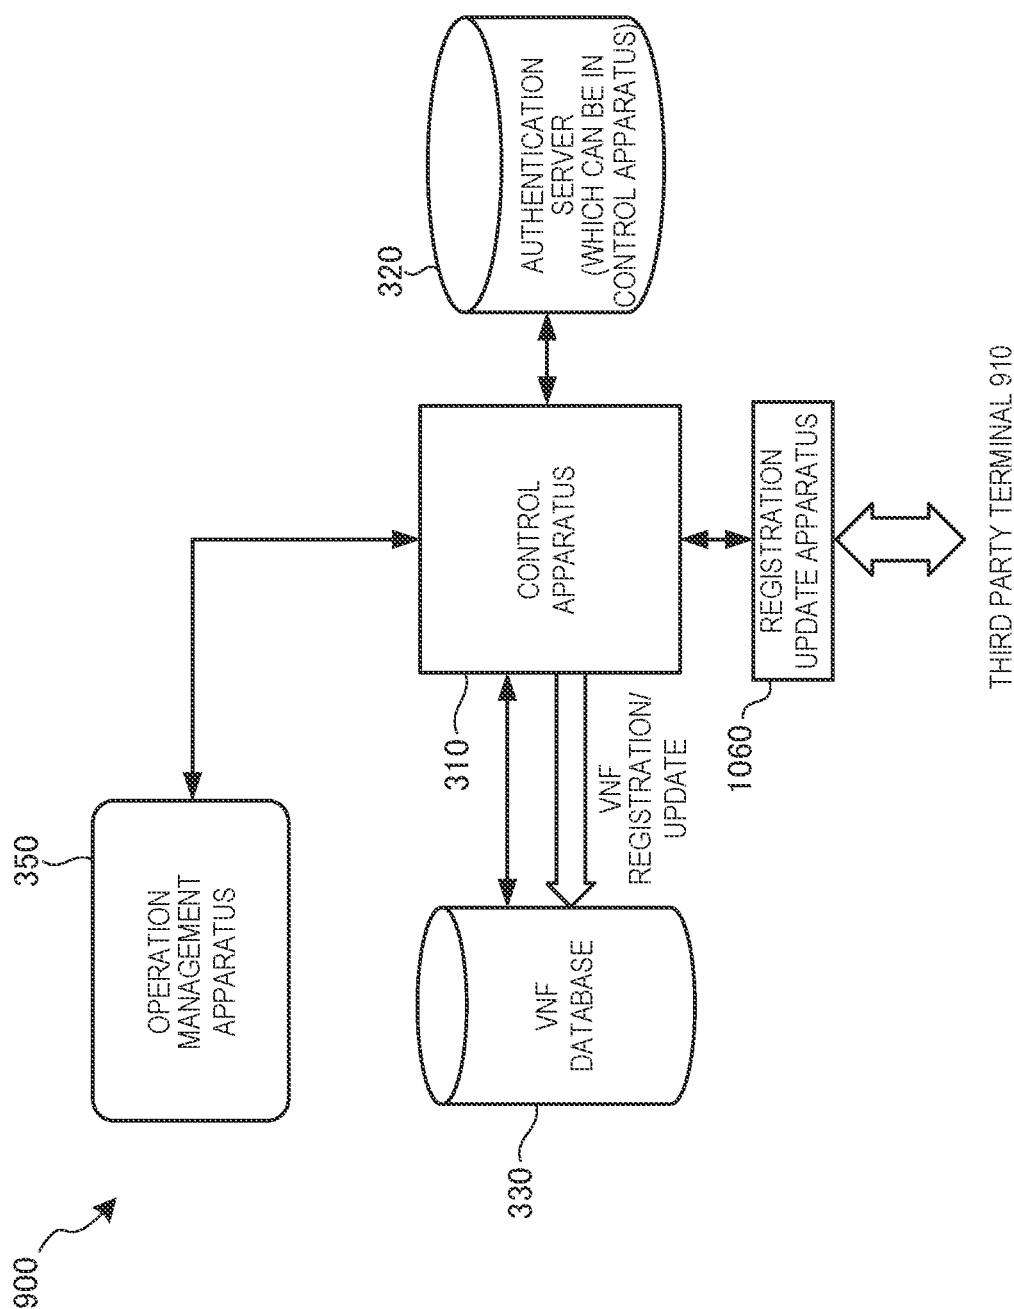 900
350
OPERATION
MANAGEMENT
APPARATUS
330
VNF
DATABASE
VNF
REGISTRATION/
UPDATE
310
CONTROL
APPARATUS
320
AUTHENTICATION
SERVER
(WHICH CAN BE IN
CONTROL APPARATUS)
1060
REGISTRATION
UPDATE APPARATUS
THIRD PARTY TERMINAL 910